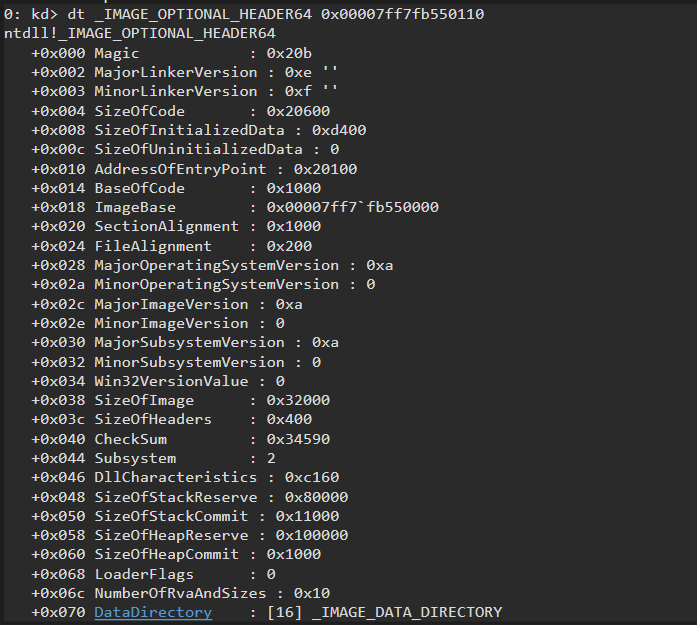 0: kd> dt _IMAGE_OPTIONAL_HEADER64 0x00007ff7fb550110
ntdll!_IMAGE_OPTIONAL_HEADER64
   +0x000 Magic            : 0x20b
   +0x002 MajorLinkerVersion : 0xe ''
   +0x003 MinorLinkerVersion : 0xf ''
   +0x004 SizeOfCode       : 0x20600
   +0x008 SizeOfInitializedData : 0xd400
   +0x00c SizeOfUninitializedData : 0
   +0x010 AddressOfEntryPoint : 0x20100
   +0x014 BaseOfCode       : 0x1000
   +0x018 ImageBase        : 0x00007ff7`fb550000
   +0x020 SectionAlignment : 0x1000
   +0x024 FileAlignment    : 0x200
   +0x028 MajorOperatingSystemVersion : 0xa
   +0x02a MinorOperatingSystemVersion : 0
   +0x02c MajorImageVersion : 0xa
   +0x02e MinorImageVersion : 0
   +0x030 MajorSubsystemVersion : 0xa
   +0x032 MinorSubsystemVersion : 0
   +0x034 Win32VersionValue : 0
   +0x038 SizeOfImage      : 0x32000
   +0x03c SizeOfHeaders    : 0x400
   +0x040 CheckSum         : 0x34590
   +0x044 Subsystem        : 2
   +0x046 DllCharacteristics : 0xc160
   +0x048 SizeOfStackReserve : 0x80000
   +0x050 SizeOfStackCommit : 0x11000
   +0x058 SizeOfHeapReserve : 0x100000
   +0x060 SizeOfHeapCommit : 0x1000
   +0x068 LoaderFlags      : 0
   +0x06c NumberOfRvaAndSizes : 0x10
   +0x070 DataDirectory    : [16] _IMAGE_DATA_DIRECTORY